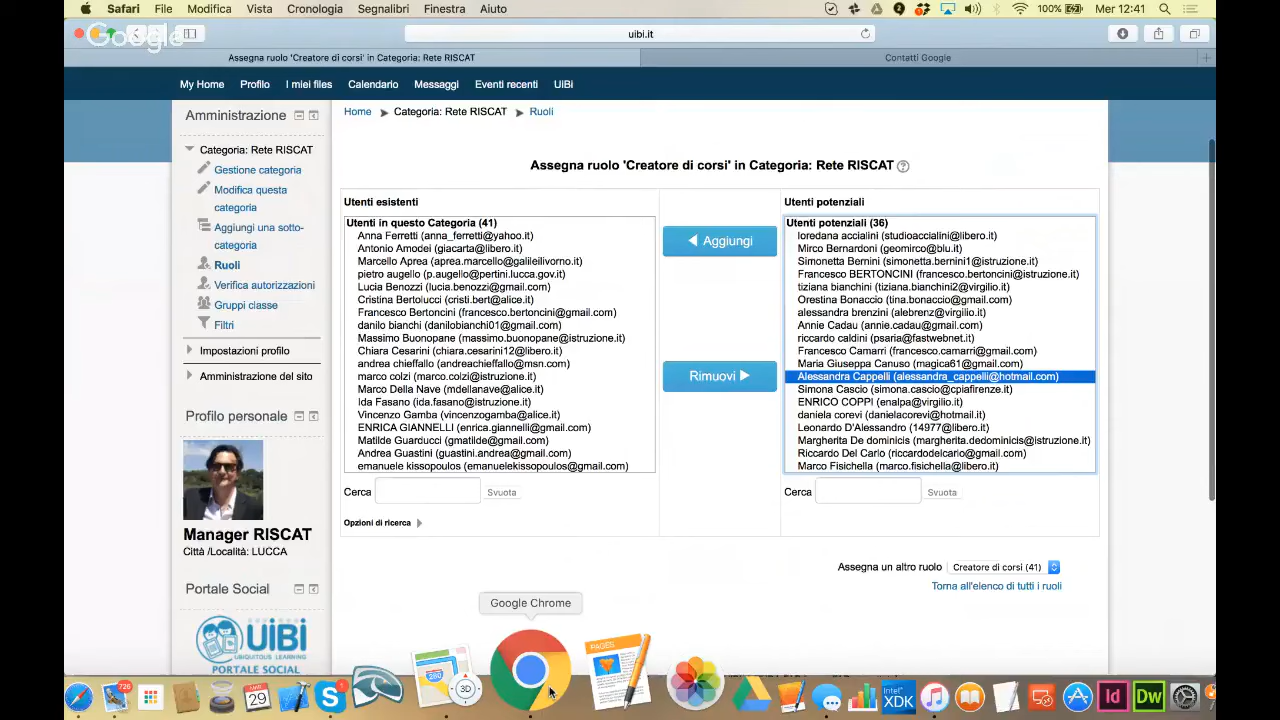 Safari File Modifica Vista Cronologia Segnalibri Finestra Aiuto 100% Mer 12:41
Google
uibi.it
Assegna ruolo 'Creatore di corsi' in Categoria: Rete RISCAT
Contatti Google
My Home Profilo I miei files Calendario Messaggi Eventi recenti UiBi
Amministrazione
Categoria: Rete RISCAT
Gestione categoria
Modifica questa
categoria
Aggiungi una sotto-
categoria
Ruoli
Verifica autorizzazioni
Gruppi classe
Filtri
Impostazioni profilo
Amministrazione del sito
Profilo personale
Manager RISCAT
Città /Località: LUCCA
Portale Social
UiBi
UBIQUITOUS LEARNING
PORTALE SOCIAL
Home Categoria: Rete RISCAT Ruoli
Assegna ruolo 'Creatore di corsi' in Categoria: Rete RISCAT
Utenti esistenti
Utenti in questo Categoria (41)
Anna Ferretti (anna_ferretti@yahoo.it)
Antonio Amodei (giacarta@libero.it)
Marcello Aprea (aprea.marcello@galileilivorno.it)
pietro augello (p.augello@pertini.lucca.gov.it)
Lucia Benozzi (lucia.benozzi@gmail.com)
Cristina Bertolucci (cristi.bert@alice.it)
Francesco Bertoncini (francesco.bertoncini@gmail.com)
danilo bianchi (danilobianchi01@gmail.com)
Massimo Buonopane (massimo.buonopane@istruzione.it)
Chiara Cesarini (chiara.cesarini12@libero.it)
andrea chieffallo (andreachieffallo@msn.com)
marco colzi (marco.colzi@istruzione.it)
Marco Della Nave (mdellanave@alice.it)
Ida Fasano (ida.fasano@istruzione.it)
Vincenzo Gamba (vincenzogamba@alice.it)
ENRICA GIANNELLI (enrica.giannelli@gmail.com)
Matilde Guarducci (gmatilde@gmail.com)
Andrea Guastini (guastini.andrea@gmail.com)
emanuele kissopoulos (emanuelekissopoulos@gmail.com)
Cerca Svuota
Opzioni di ricerca
Aggiungi
Rimuovi
Utenti potenziali
Utenti potenziali (36)
loredana accialini (studioaccialini@libero.it)
Mirco Bernardoni (geomirco@blu.it)
Simonetta Bernini (simonetta.bernini1@istruzione.it)
Francesco BERTONCINI (francesco.bertoncini@istruzione.it)
tiziana bianchini (tiziana.bianchini2@virgilio.it)
Orestina Bonaccio (tina.bonaccio@gmail.com)
alessandra brenzini (alebrenz@virgilio.it)
Annie Cadau (annie.cadau@gmail.com)
riccardo caldini (psaria@fastwebnet.it)
Francesco Camarri (francesco.camarri@gmail.com)
Maria Giuseppa Canuso (magica61@gmail.com)
Alessandra Cappelli (alessandra_cappelli@hotmail.com)
Simona Cascio (simona.cascio@cpiafirenze.it)
ENRICO COPPI (enalpa@virgilio.it)
daniela corevi (danielacorevi@hotmail.it)
Leonardo D'Alessandro (14977@libero.it)
Margherita De dominicis (margherita.dedominicis@istruzione.it)
Riccardo Del Carlo (riccardodelcarlo@gmail.com)
Marco Fisichella (marco.fisichella@libero.it)
Cerca Svuota
Assegna un altro ruolo Creatore di corsi (41)
Torna all'elenco di tutti i ruoli
Google Chrome
PAGES
280
3D
726
29
Intel
XDK
Id
Dw